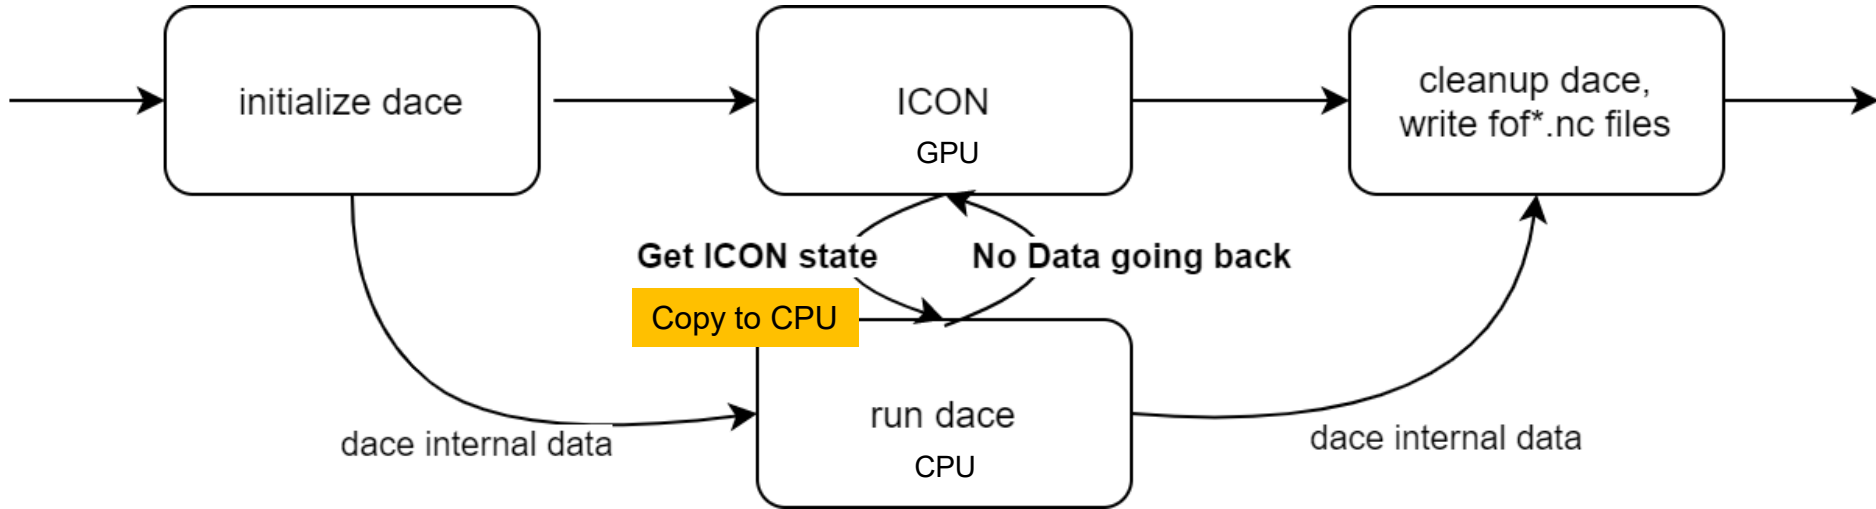 initialize dace
ICON
GPU
cleanup dace,
write fof*.nc files
Get ICON state
No Data going back
Copy to CPU
run dace
CPU
dace internal data
dace internal data